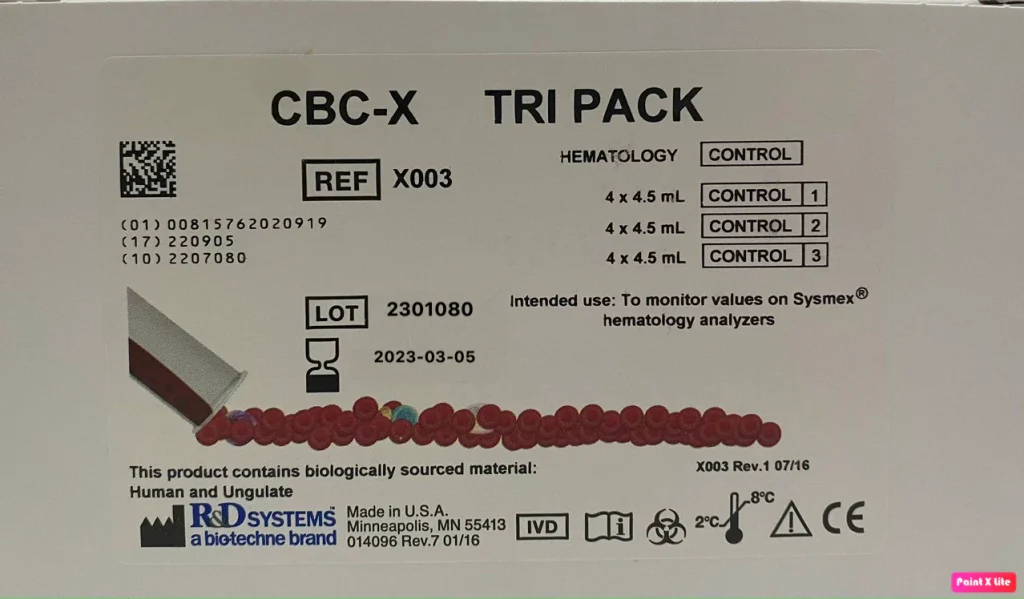 CBC-X TRI PACK
HEMATOLOGY CONTROL
REF X003
4 x 4.5 mL CONTROL 1
4 x 4.5 mL CONTROL 2
4 x 4.5 mL CONTROL 3
(01) 00815762020919
(17) 220905
(10) 2207080
LOT 2301080
2023-03-05
Intended use: To monitor values on Sysmex®
hematology analyzers
This product contains biologically sourced material:
Human and Ungulate
X003 Rev.1 07/16
R&D SYSTEMS™
a biotechne brand
Made in U.S.A.
Minneapolis, MN 55413
014096 Rev.7 01/16
IVD
i
2°C
8°C
CE
Paint X Lite